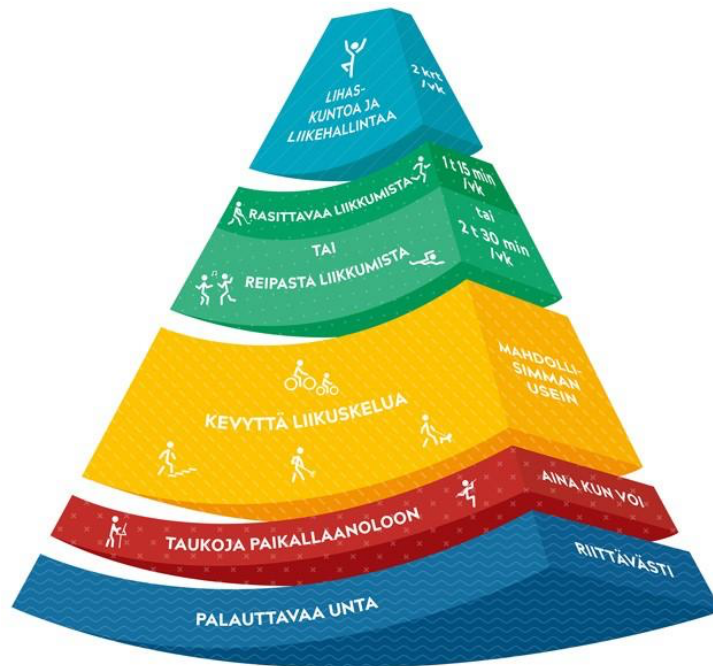 LIHAS-
KUNTOA JA
LIIKEHALLINTAA
2 krt
/vk
RASITTAVAA LIIKKUMISTA
1 t 15 min
/vk
TAI
REIPASTA LIIKKUMISTA
tai
2 t 30 min
/vk
KEVYTTÄ LIIKUSKELUA
MAHDOLLI-
SIMMAN
USEIN
TAUKOJA PAIKALLAANOLOON
AINA KUN VOI
PALAUTTAVAA UNTA
RIITTÄVÄSTI